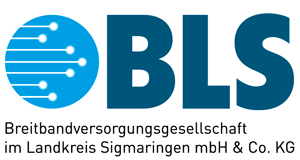 BLS
Breitbandversorgungsgesellschaft
im Landkreis Sigmaringen mbH & Co. KG